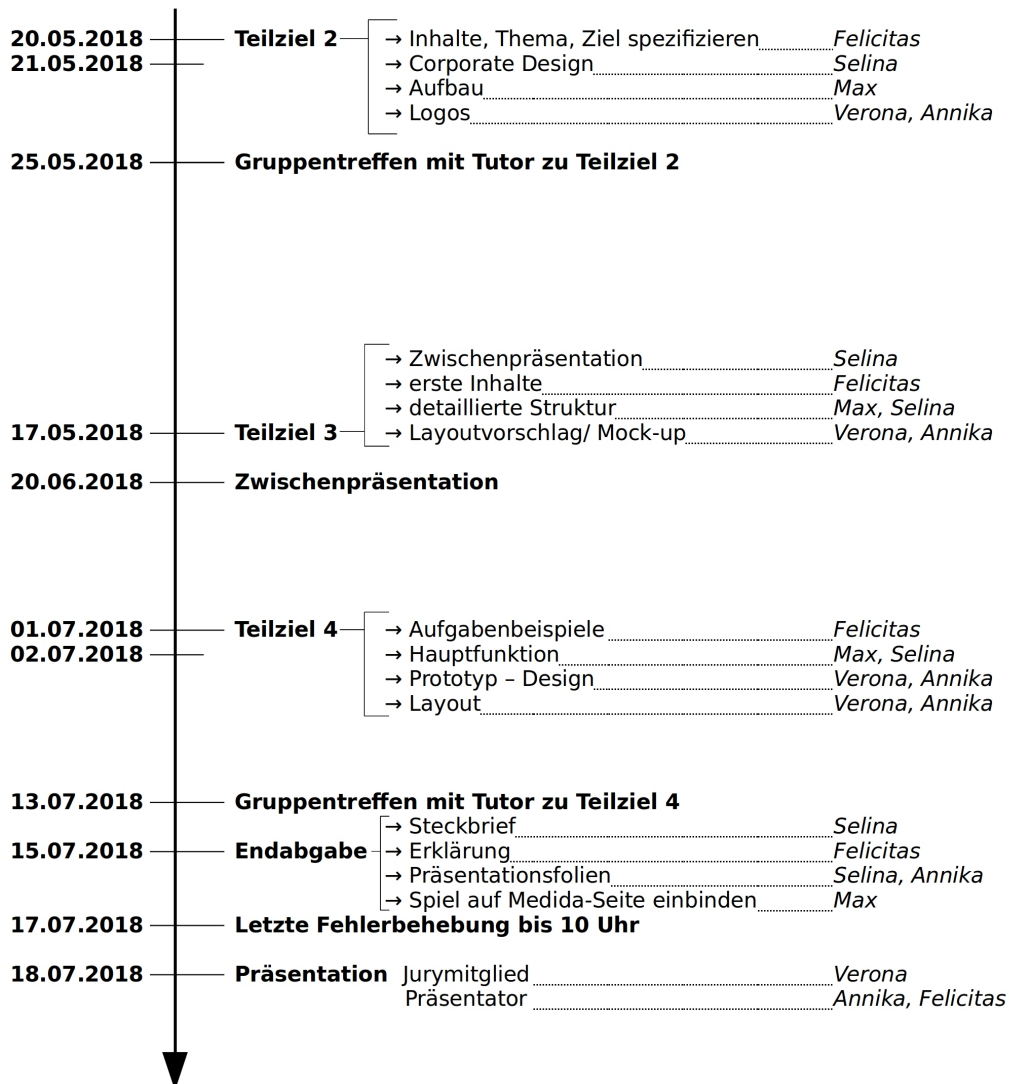 20.05.2018 Teilziel 2 → Inhalte, Thema, Ziel spezifizieren Felicitas
21.05.2018 → Corporate Design Selina
→ Aufbau Max
→ Logos Verona, Annika
25.05.2018 Gruppentreffen mit Tutor zu Teilziel 2
→ Zwischenpräsentation Selina
→ erste Inhalte Felicitas
→ detaillierte Struktur Max, Selina
17.05.2018 Teilziel 3 → Layoutvorschlag/ Mock-up Verona, Annika
20.06.2018 Zwischenpräsentation
01.07.2018 Teilziel 4 → Aufgabenbeispiele Felicitas
02.07.2018 → Hauptfunktion Max, Selina
→ Prototyp – Design Verona, Annika
→ Layout Verona, Annika
13.07.2018 Gruppentreffen mit Tutor zu Teilziel 4
→ Steckbrief Selina
15.07.2018 Endabgabe → Erklärung Felicitas
→ Präsentationsfolien Selina, Annika
→ Spiel auf Medida-Seite einbinden Max
17.07.2018 Letzte Fehlerbehebung bis 10 Uhr
18.07.2018 Präsentation Jurymitglied Verona
Präsentator Annika, Felicitas